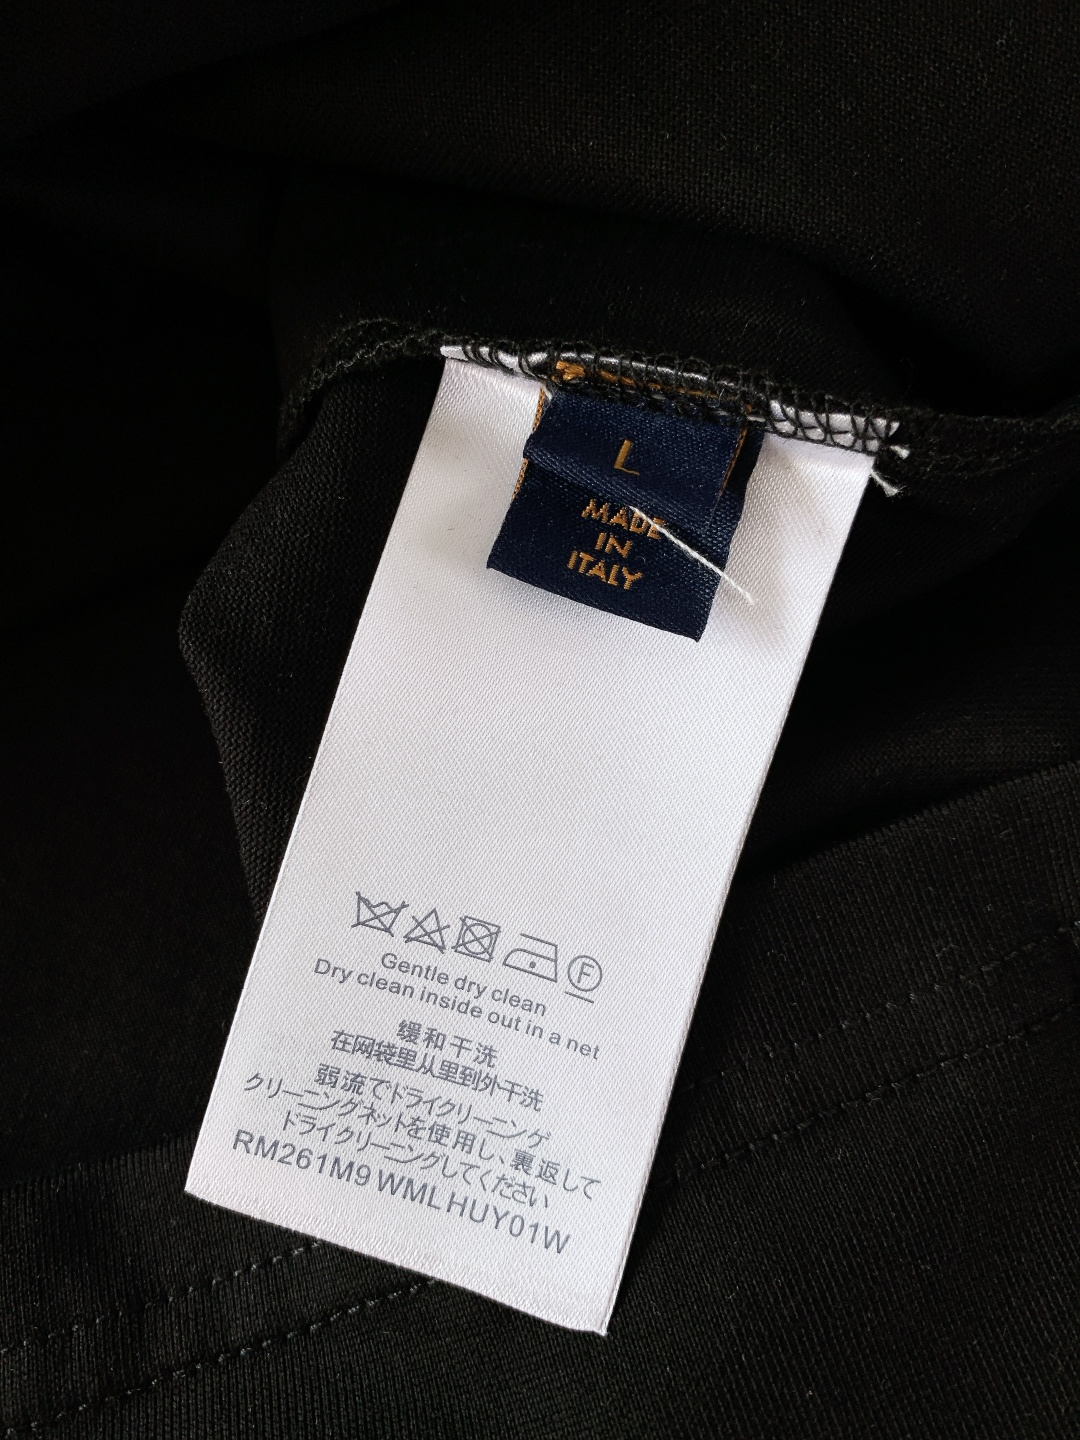 L
MADE
IN
ITALY
F
Gentle dry clean
Dry clean inside out in a net
缓和干洗
在网袋里从里到外干洗
弱流でドライクリーニング
クリーニングネットを使用し、裏返して
ドライクリーニングしてください
RM261M9 WML HUY01W